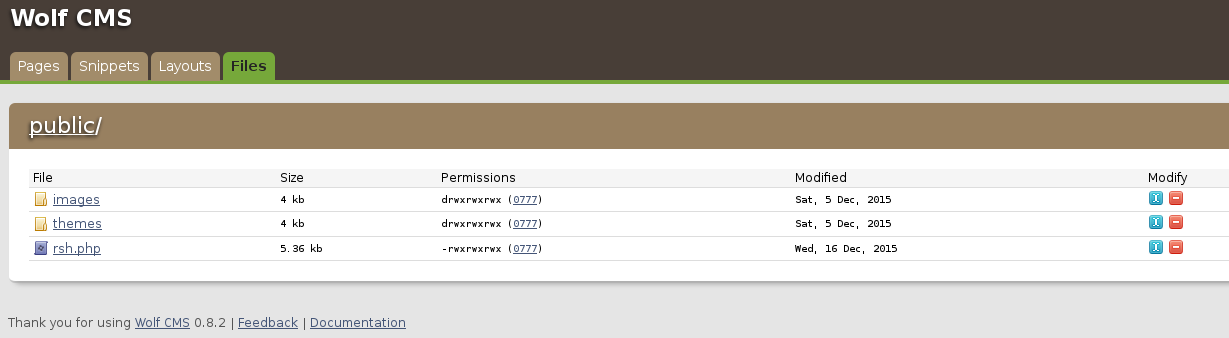 Wolf CMS
Pages Snippets Layouts Files
public/
File Size Permissions Modified Modify
images 4 kb drwxrwxrwx (0777) Sat, 5 Dec, 2015
themes 4 kb drwxrwxrwx (0777) Sat, 5 Dec, 2015
rsh.php 5.36 kb -rwxrwxrwx (0777) Wed, 16 Dec, 2015
Thank you for using Wolf CMS 0.8.2 | Feedback | Documentation